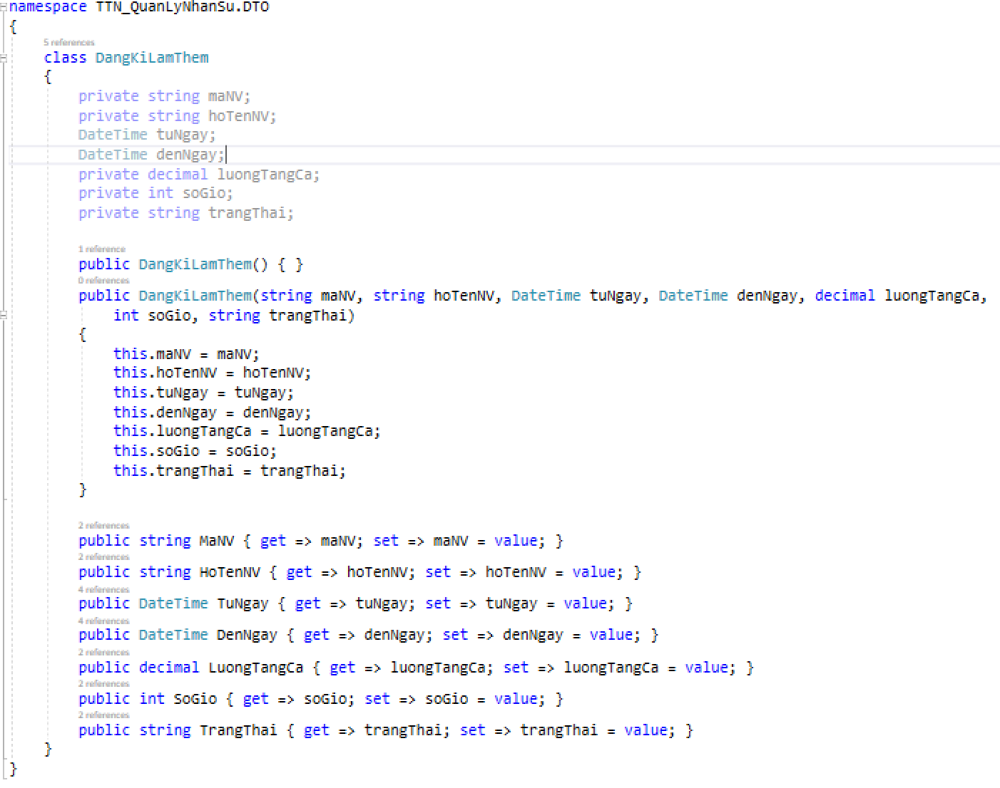 namespace TTN_QuanLyNhanSu.DTO
{
5 references
class DangKiLamThem
{
private string maNV;
private string hoTenNV;
DateTime tuNgay;
DateTime denNgay;
private decimal luongTangCa;
private int soGio;
private string trangThai;
1 reference
public DangKiLamThem() { }
0 references
public DangKiLamThem(string maNV, string hoTenNV, DateTime tuNgay, DateTime denNgay, decimal luongTangCa,
int soGio, string trangThai)
{
this.maNV = maNV;
this.hoTenNV = hoTenNV;
this.tuNgay = tuNgay;
this.denNgay = denNgay;
this.luongTangCa = luongTangCa;
this.soGio = soGio;
this.trangThai = trangThai;
}
2 references
public string MaNV { get => maNV; set => maNV = value; }
2 references
public string HoTenNV { get => hoTenNV; set => hoTenNV = value; }
4 references
public DateTime TuNgay { get => tuNgay; set => tuNgay = value; }
4 references
public DateTime DenNgay { get => denNgay; set => denNgay = value; }
2 references
public decimal LuongTangCa { get => luongTangCa; set => luongTangCa = value; }
2 references
public int SoGio { get => soGio; set => soGio = value; }
2 references
public string TrangThai { get => trangThai; set => trangThai = value; }
}
}